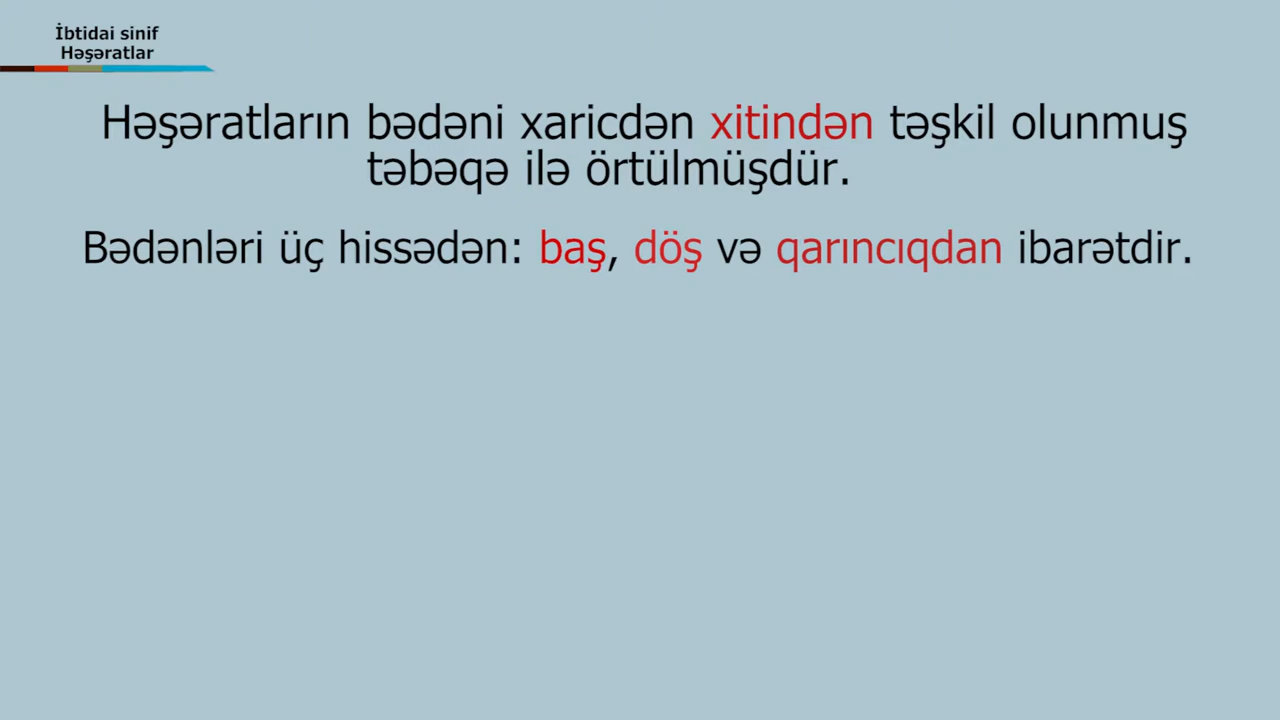 İbtidai sinif
Həşəratlar
Həşəratların bədəni xaricdən xitindən təşkil olunmuş
təbəqə ilə örtülmüşdür.
Bədənləri üç hissədən: baş, döş və qarıncıqdan ibarətdir.